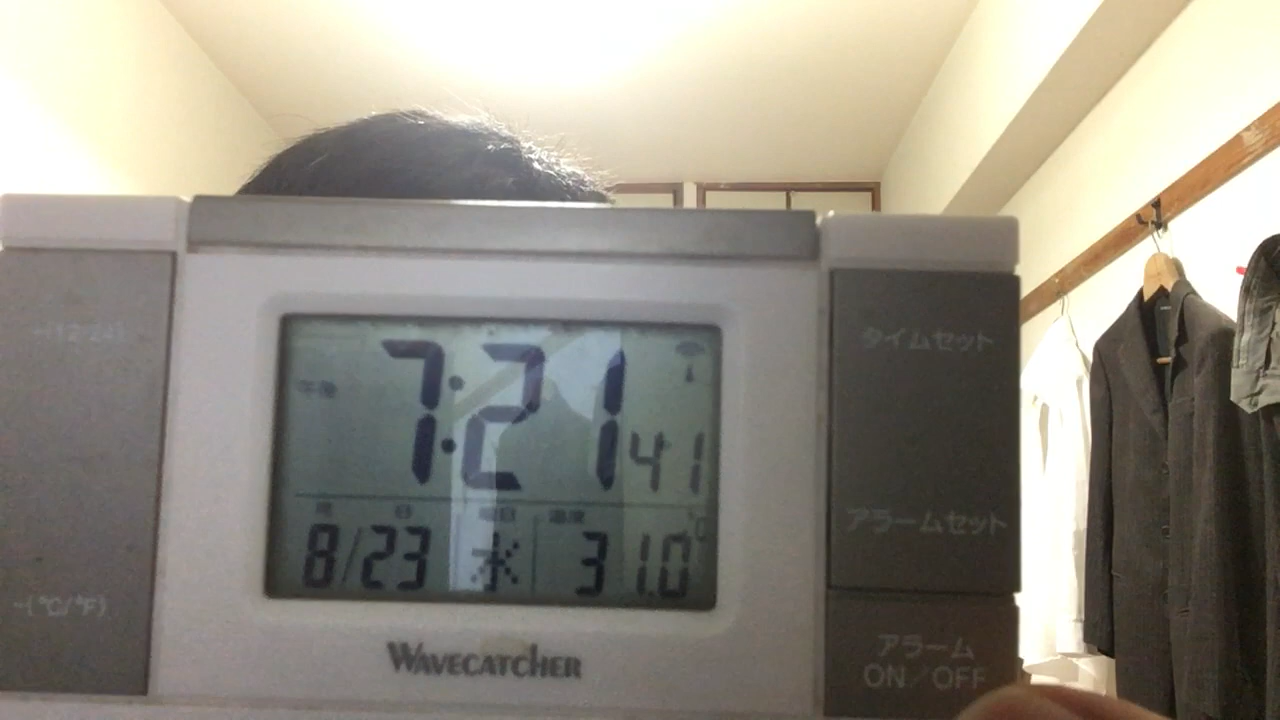 午後
7:21 41
月 日 曜日 温度
8/23 水 31.0 °C
WAVECATCHER
-(12/24)
-(°C/°F)
タイムセット
アラームセット
アラーム
ON/OFF